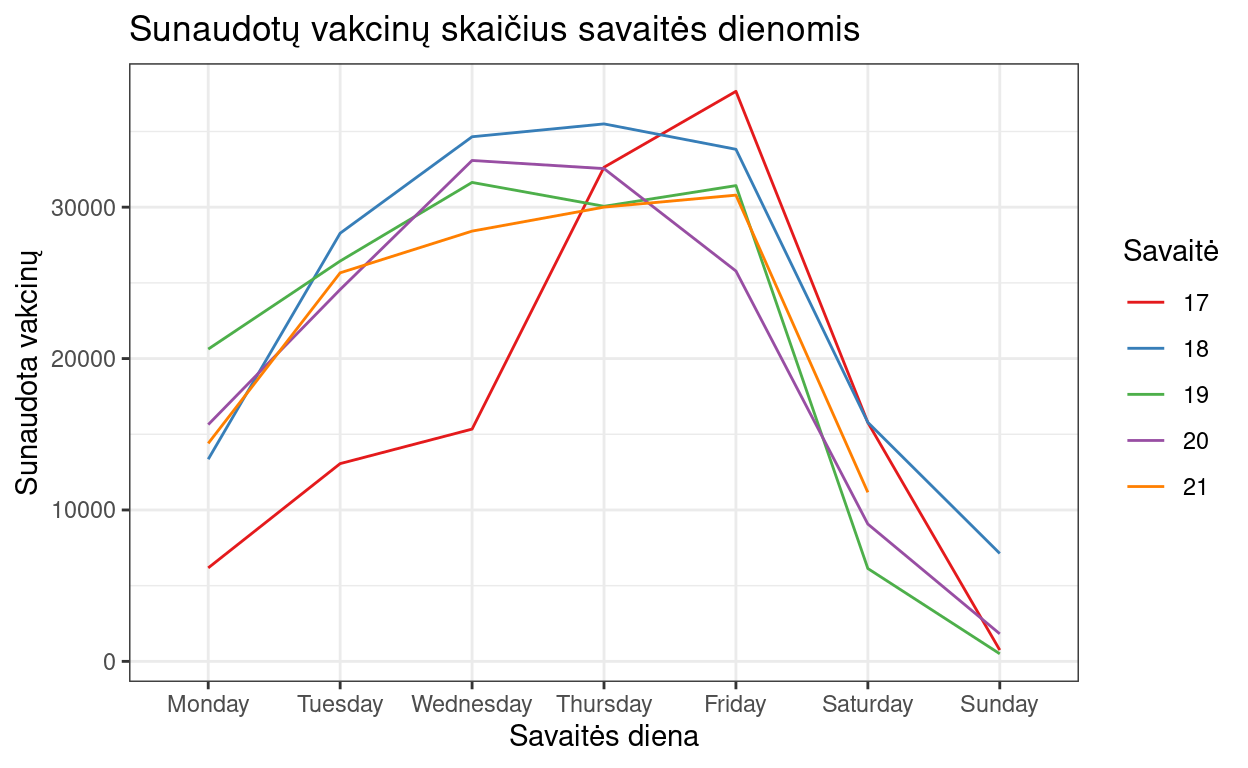 Sunaudotų vakcinų skaičius savaitės dienomis
Sunaudota vakcinų
30000
20000
10000
0
Monday Tuesday Wednesday Thursday Friday Saturday Sunday
Savaitės diena
Savaitė
17
18
19
20
21